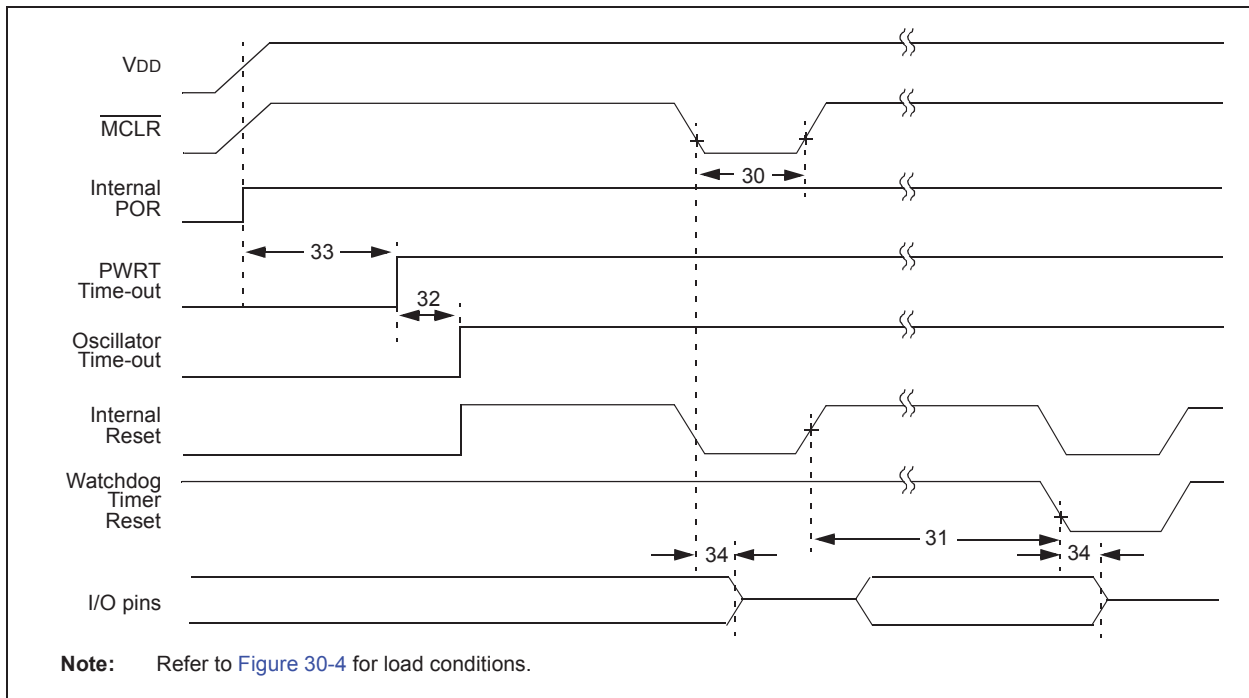 VDD
MCLR
Internal
POR
30
33
PWRT
Time-out
32
Oscillator
Time-out
Internal
Reset
Watchdog
Timer
Reset
31
34
34
I/O pins
Note: Refer to Figure 30-4 for load conditions.